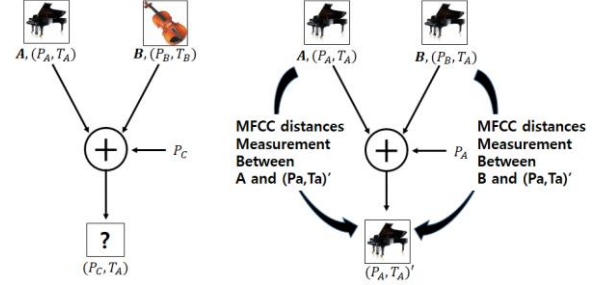 A, (P_A, T_A)
B, (P_B, T_B)
+
P_C
?
(P_C, T_A)
A, (P_A, T_A)
B, (P_B, T_A)
MFCC distances
Measurement
Between
A and (Pa,Ta)′
+
P_A
MFCC distances
Measurement
Between
B and (Pa,Ta)′
(P_A, T_A)′